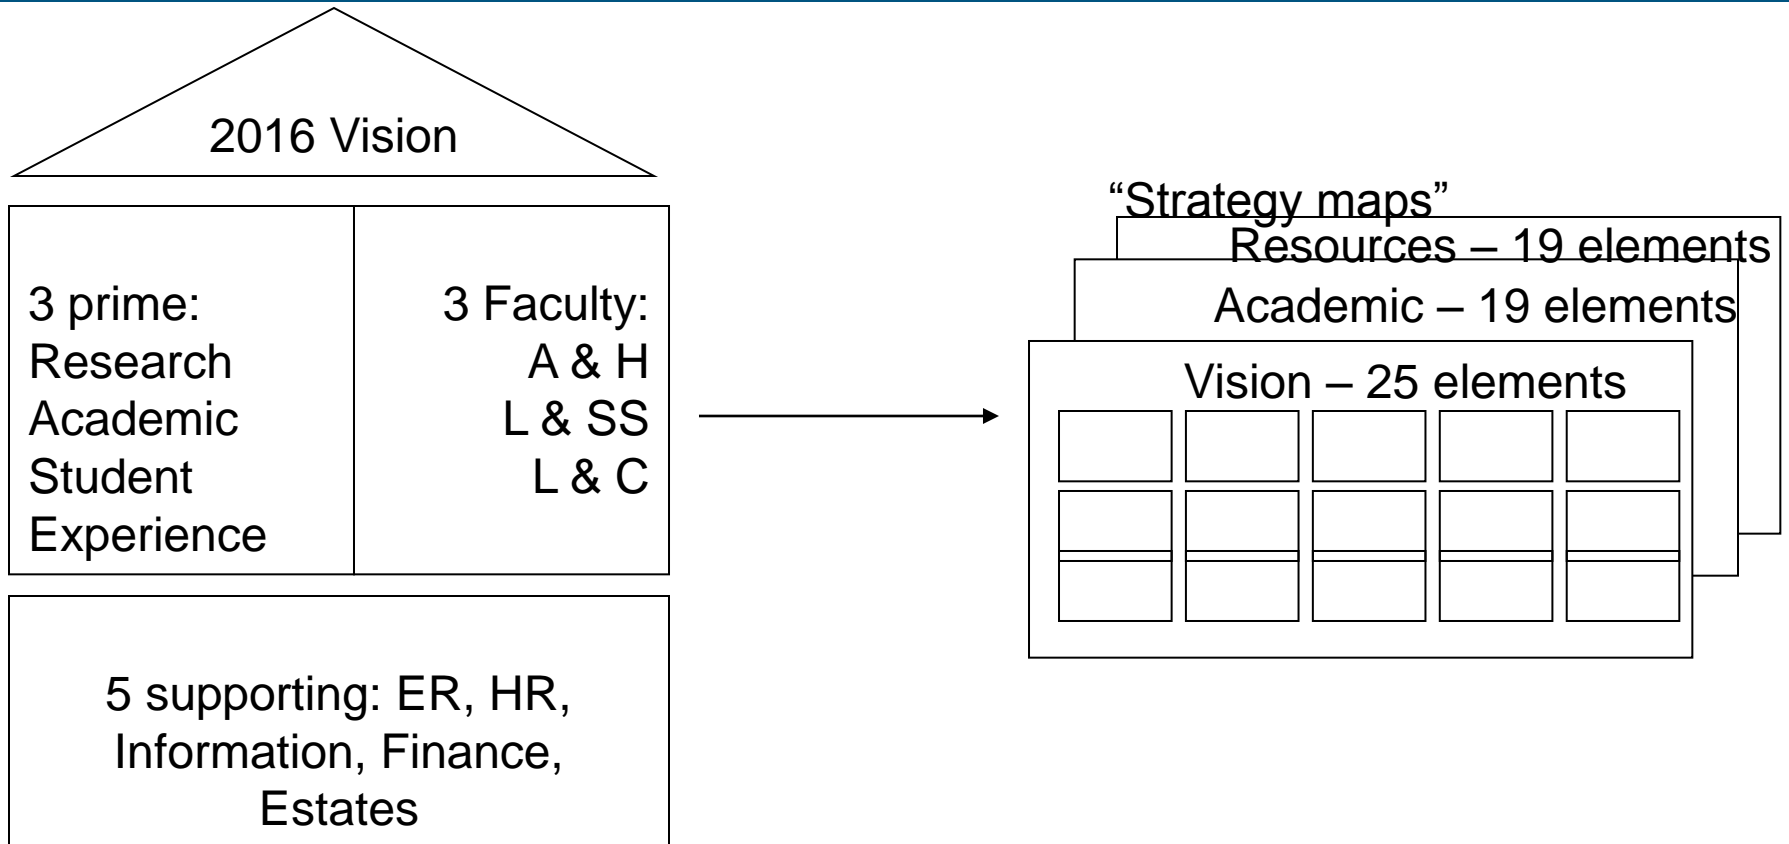 2016 Vision
3 prime:
Research
Academic
Student
Experience
3 Faculty:
A & H
L & SS
L & C
5 supporting: ER, HR,
Information, Finance,
Estates
“Strategy maps”
Resources – 19 elements
Academic – 19 elements
Vision – 25 elements